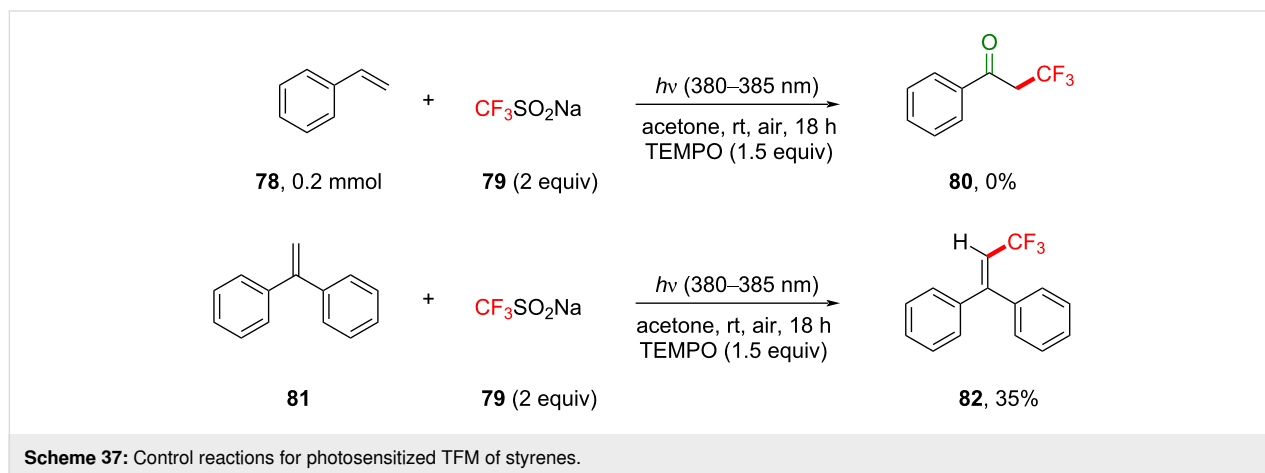 O
CF3
+
CF3SO2Na
hν (380–385 nm)
acetone, rt, air, 18 h
TEMPO (1.5 equiv)
78, 0.2 mmol
79 (2 equiv)
80, 0%
H
CF3
+
CF3SO2Na
hν (380–385 nm)
acetone, rt, air, 18 h
TEMPO (1.5 equiv)
81
79 (2 equiv)
82, 35%
Scheme 37: Control reactions for photosensitized TFM of styrenes.